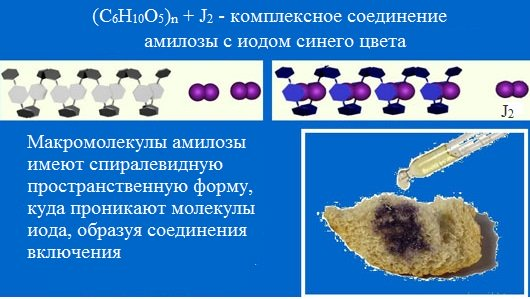 (C₆H₁₀O₅)ₙ + J₂ - комплексное соединение
амилозы с иодом синего цвета
J₂
Макромолекулы амилозы
имеют спиралевидную
пространственную форму,
куда проникают молекулы
иода, образуя соединения
включения